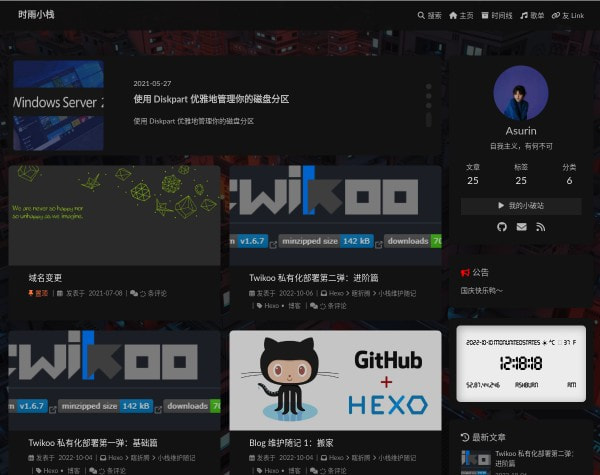 时雨小栈
搜索 主页 时间线 歌单 友 Link
Windows Server 2
2021-05-27
使用 Diskpart 优雅地管理你的磁盘分区
使用 Diskpart 优雅地管理你的磁盘分区
We are never so happy nor
so unhappy as we imagine.
域名变更
置顶 | 发表于 2021-07-08 | 条评论
twikoo
m v1.6.7 minzipped size 142 kB downloads 70
Twikoo 私有化部署第二弹：进阶篇
发表于 2022-10-06 | Hexo > 瞎折腾 > 小栈维护随记
| Hexo • 博客 | 条评论
twikoo
v1.6.7 minzipped size 142 kB downloads 70
Twikoo 私有化部署第一弹：基础篇
发表于 2022-10-04 | Hexo > 瞎折腾 > 小栈维护随记
| Hexo • 博客 | 条评论
GitHub
+
HEXO
Blog 维护随记 1：搬家
发表于 2022-10-04 | Hexo > 瞎折腾 > 小栈维护随记
| Hexo • 博客 | 条评论
Asurin
自我主义，有何不可
文章 标签 分类
25 25 6
我的小破站
公告
国庆快乐鸭～
2022-10-10 MON UNITED STATES °C 37 F
12:18:18
52.87.44.246 ASHBURN AM
最新文章
Twikoo 私有化部署第二弹：进阶篇